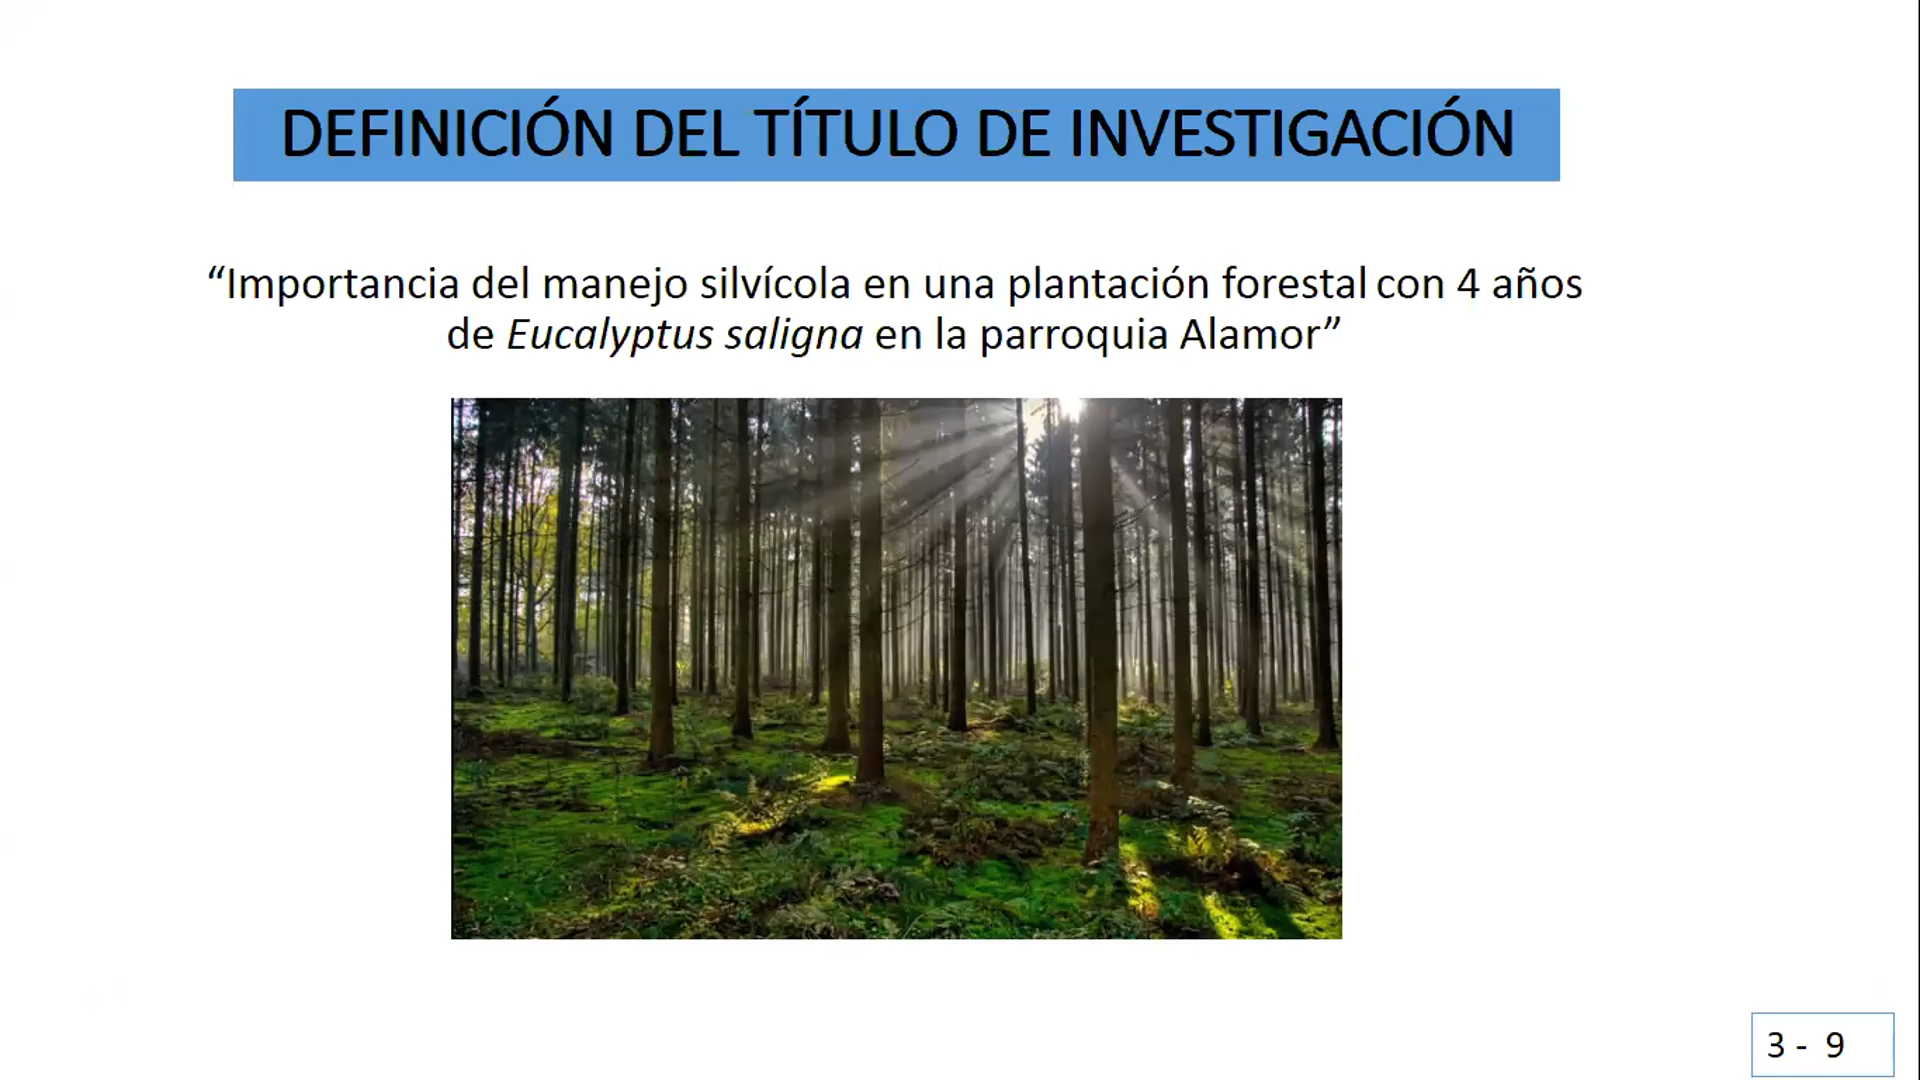 DEFINICIÓN DEL TÍTULO DE INVESTIGACIÓN
“Importancia del manejo silvícola en una plantación forestal con 4 años
de Eucalyptus saligna en la parroquia Alamor”
3 - 9